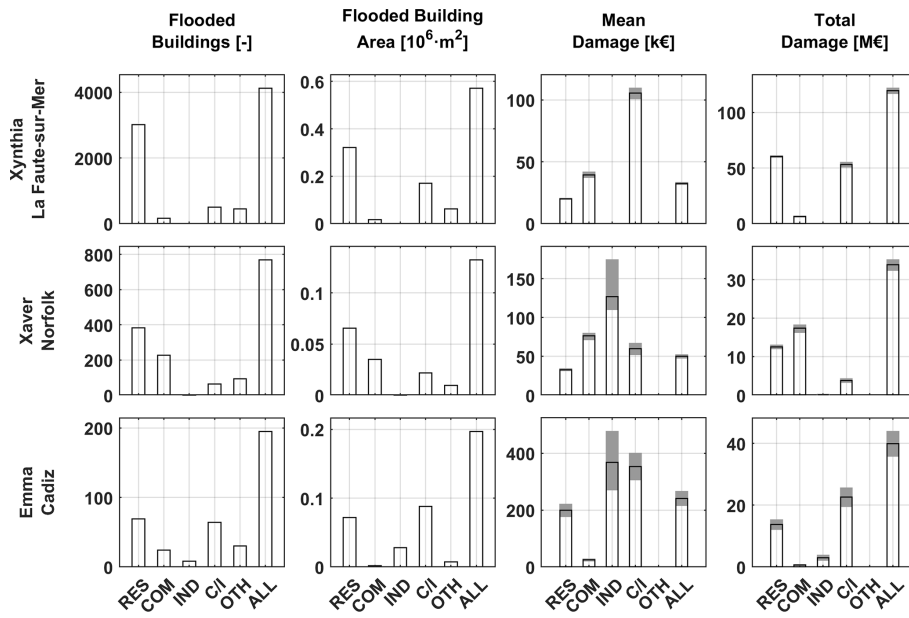 Flooded
Buildings [-]
Flooded Building
Area [10⁶·m²]
Mean
Damage [k€]
Total
Damage [M€]
Xynthia
La Faute-sur-Mer
4000
2000
0
0.6
0.4
0.2
0
100
50
0
100
50
0
Xaver
Norfolk
800
600
400
200
0
0.1
0.05
0
150
100
50
0
30
20
10
0
Emma
Cadiz
200
100
0
0.2
0.1
0
400
200
0
40
20
0
RES COM IND C/I OTH ALL
RES COM IND C/I OTH ALL
RES COM IND C/I OTH ALL
RES COM IND C/I OTH ALL